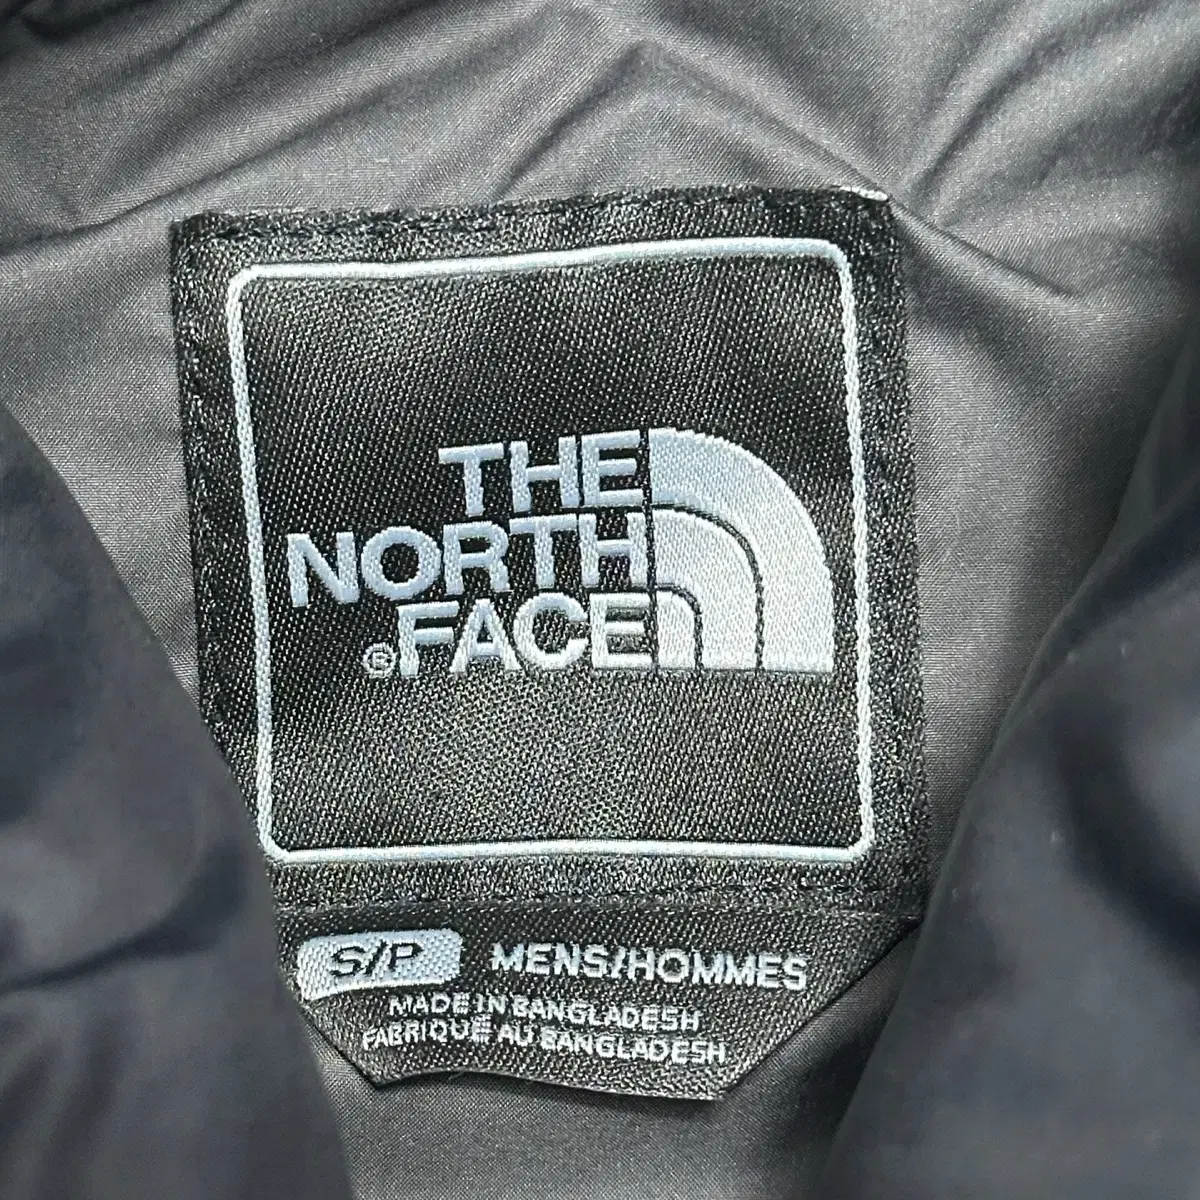 THE
NORTH
® FACE
S/P MENS/HOMMES
MADE IN BANGLADESH
FABRIQUÉ AU BANGLADESH